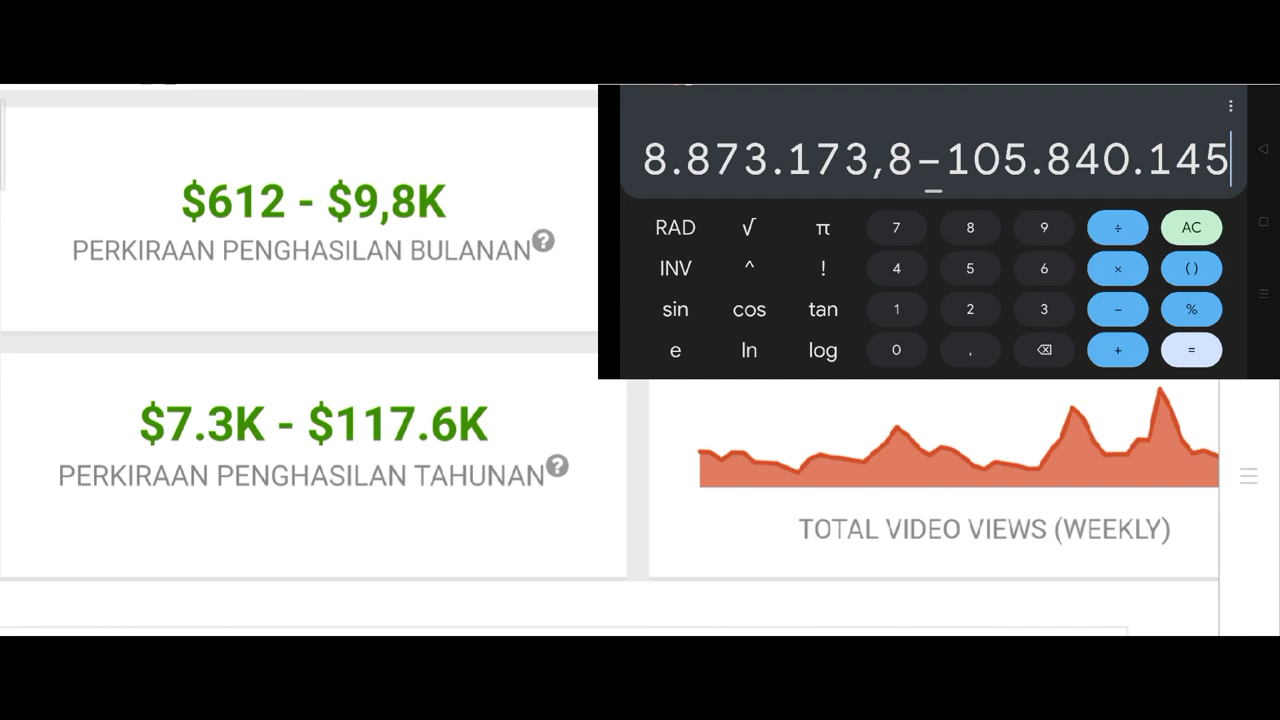 $612 - $9,8K
PERKIRAAN PENGHASILAN BULANAN ?
$7.3K - $117.6K
PERKIRAAN PENGHASILAN TAHUNAN ?
8.873.173,8–105.840.145
RAD √ π 7 8 9 ÷ AC
INV ^ ! 4 5 6 × ( )
sin cos tan 1 2 3 − %
e ln log 0 , + =
TOTAL VIDEO VIEWS (WEEKLY)